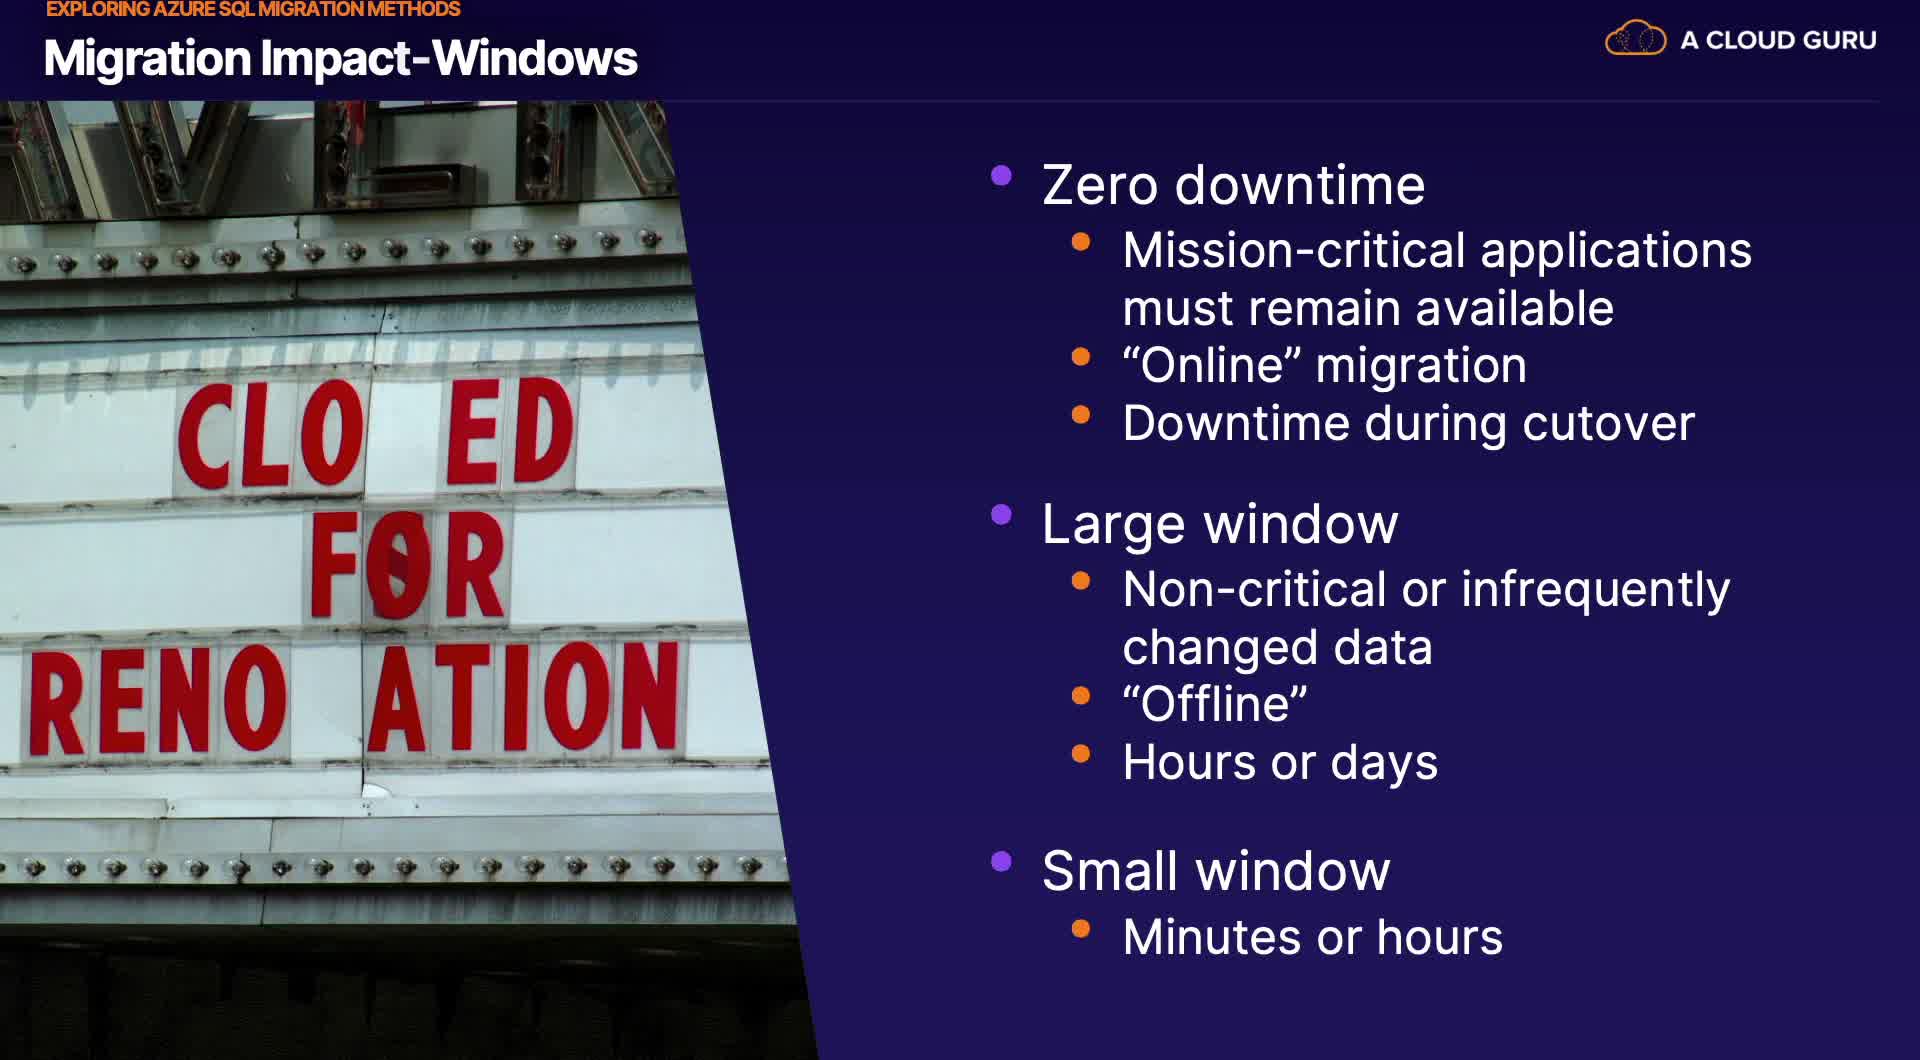 EXPLORING AZURE SQL MIGRATION METHODS
Migration Impact-Windows
A CLOUD GURU
CLO ED
FOR
RENO ATION
• Zero downtime
• Mission-critical applications
must remain available
• “Online” migration
• Downtime during cutover
• Large window
• Non-critical or infrequently
changed data
• “Offline”
• Hours or days
• Small window
• Minutes or hours